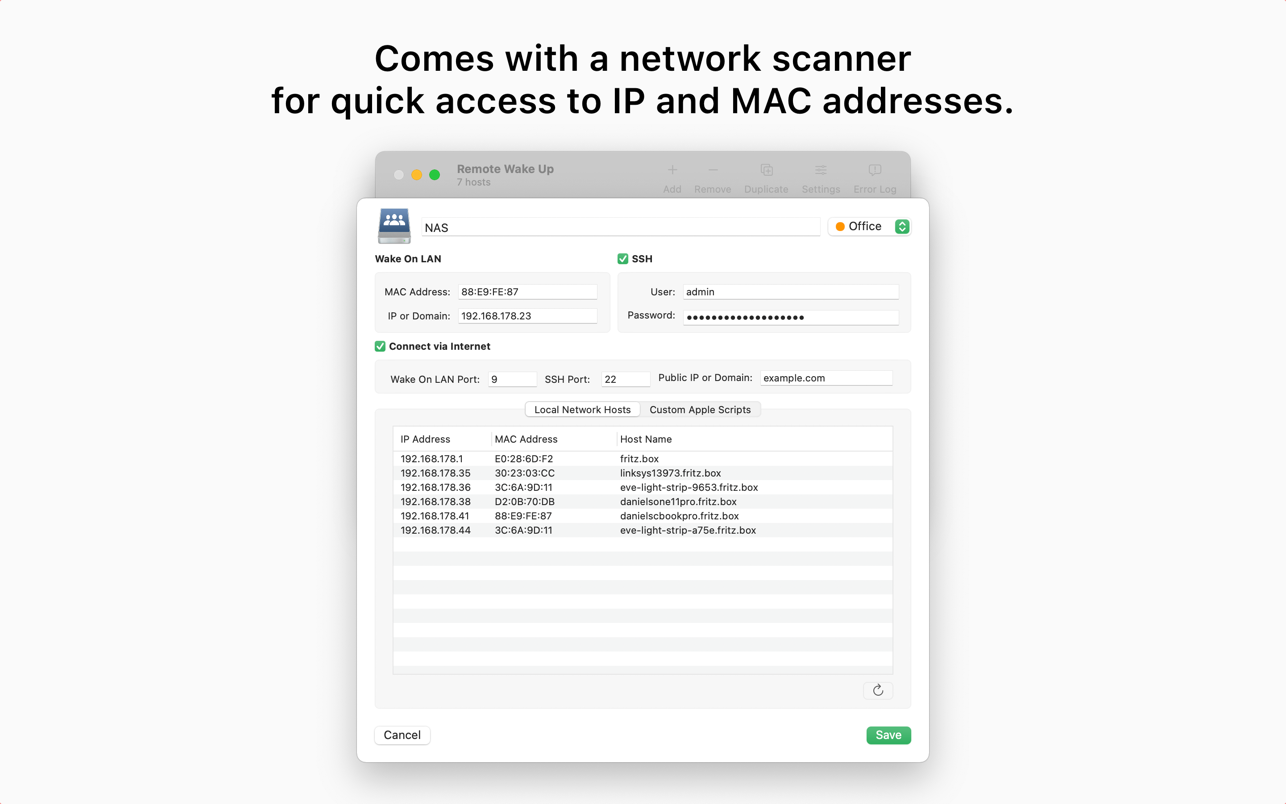 Comes with a network scanner
for quick access to IP and MAC addresses.
Remote Wake Up
7 hosts
Add Remove Duplicate Settings Error Log
NAS
Office
Wake On LAN
MAC Address: 88:E9:FE:87
IP or Domain: 192.168.178.23
SSH
User: admin
Password: ●●●●●●●●●●●●●●●●●●●
Connect via Internet
Wake On LAN Port: 9 SSH Port: 22 Public IP or Domain: example.com
Local Network Hosts Custom Apple Scripts
IP Address MAC Address Host Name
192.168.178.1 E0:28:6D:F2 fritz.box
192.168.178.35 30:23:03:CC linksys13973.fritz.box
192.168.178.36 3C:6A:9D:11 eve-light-strip-9653.fritz.box
192.168.178.38 D2:0B:70:DB danielsone11pro.fritz.box
192.168.178.41 88:E9:FE:87 danielscbookpro.fritz.box
192.168.178.44 3C:6A:9D:11 eve-light-strip-a75e.fritz.box
Cancel Save